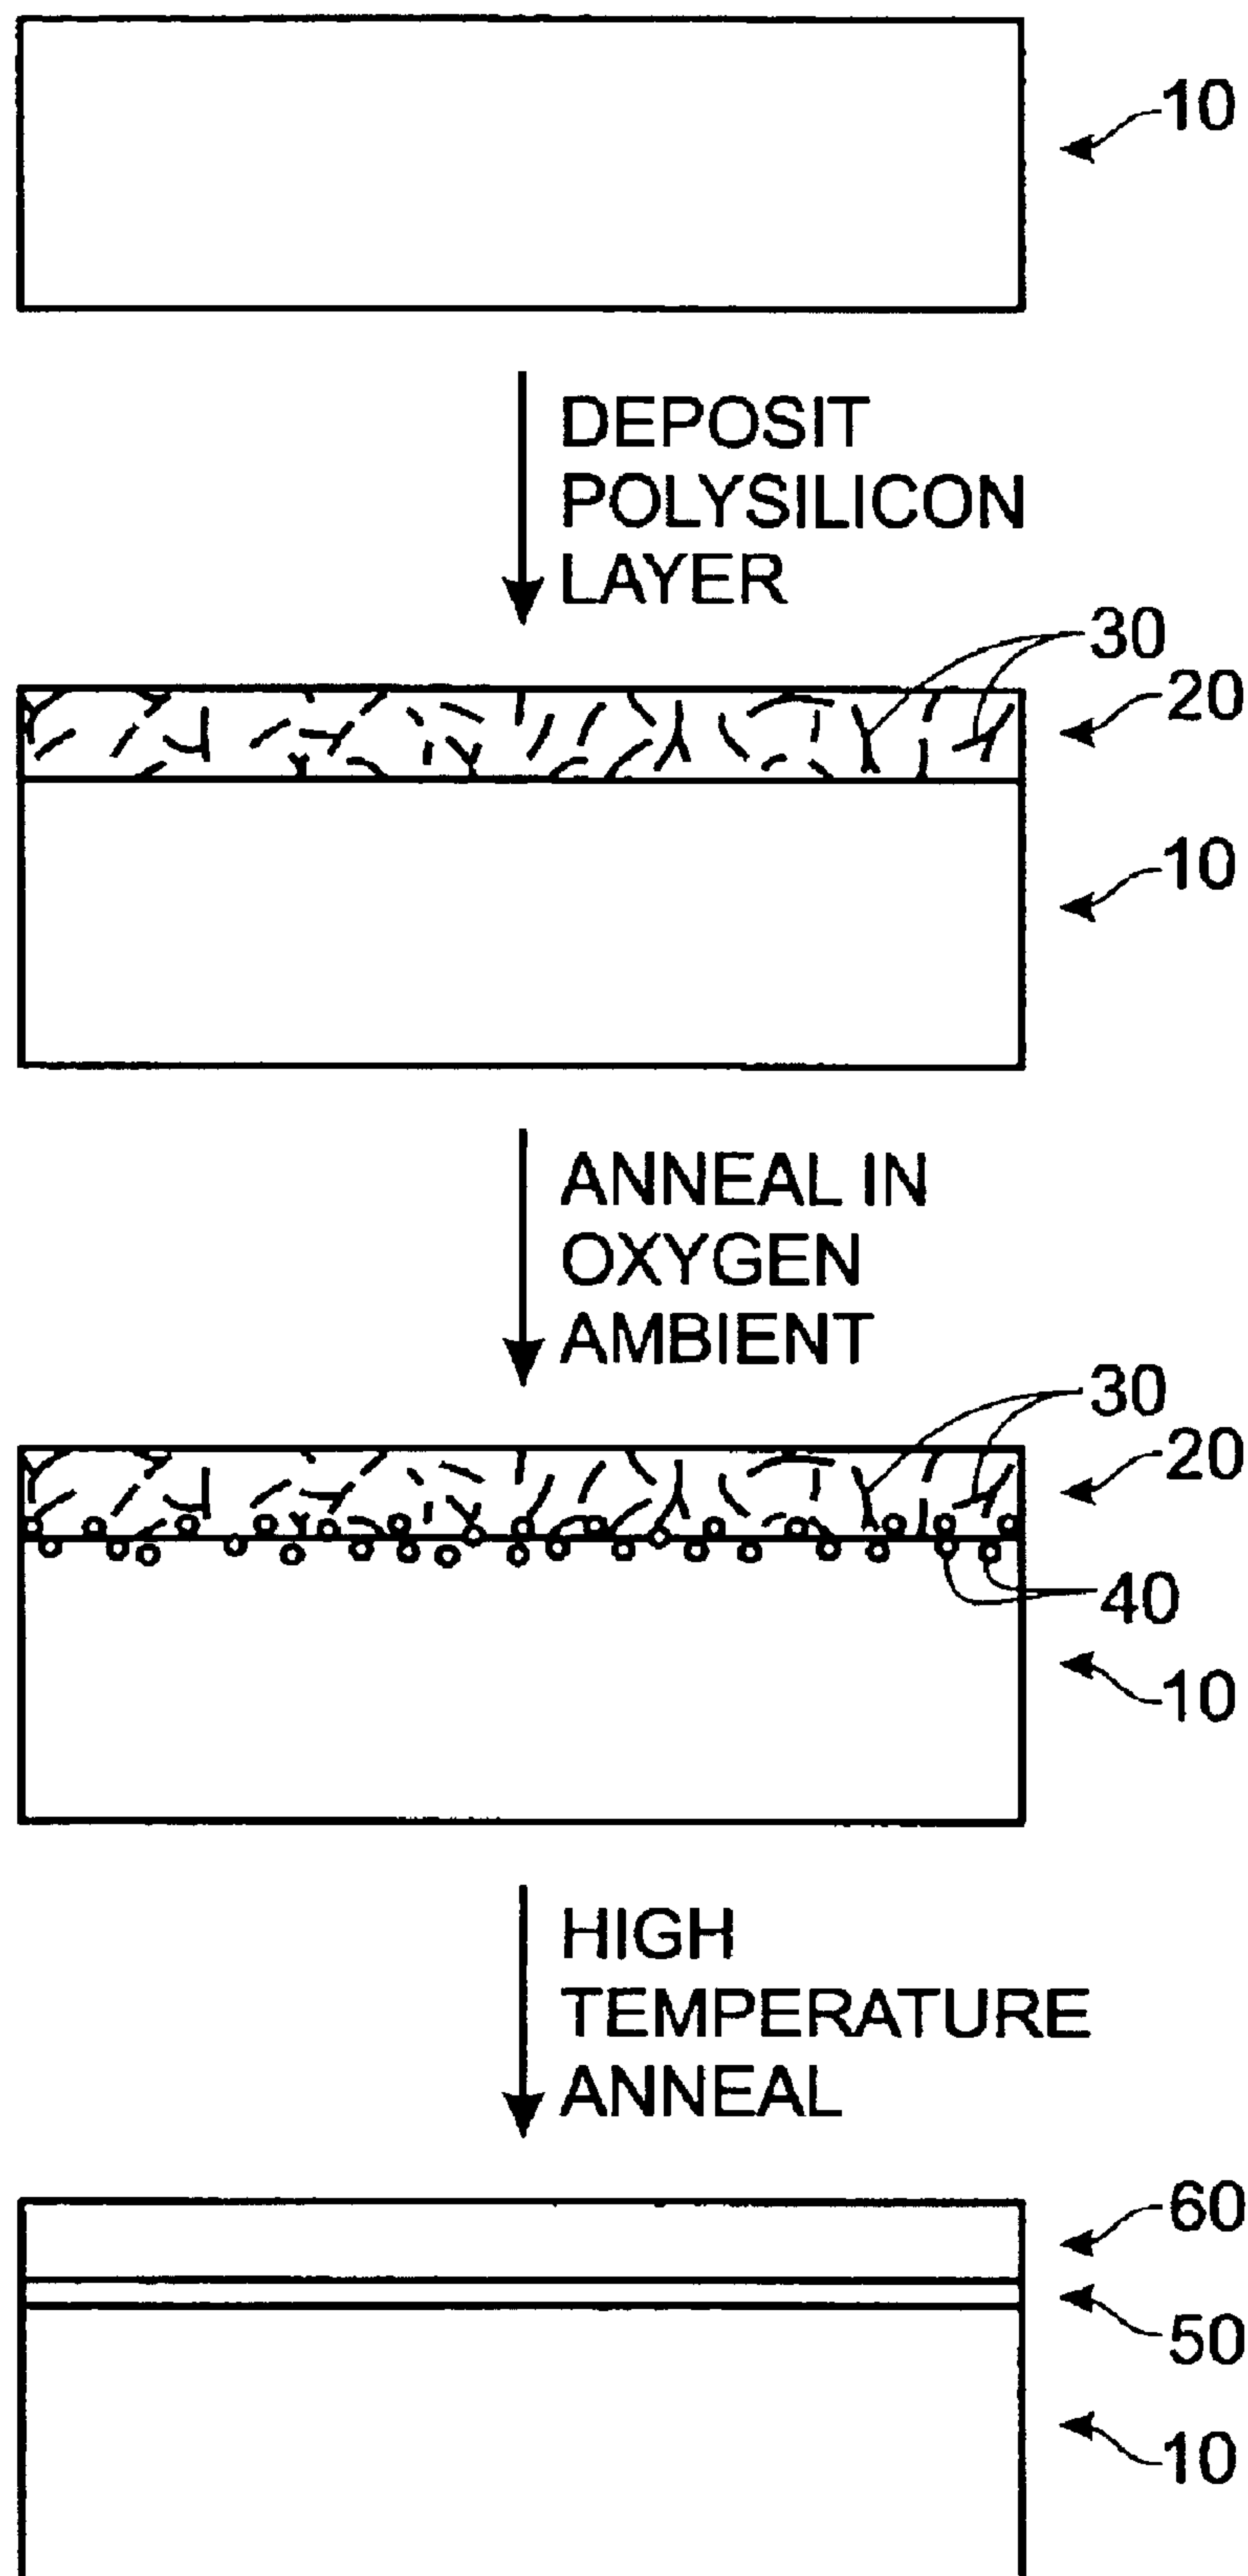 10
DEPOSIT
POLYSILICON
LAYER
30
20
10
ANNEAL IN
OXYGEN
AMBIENT
30
20
40
10
HIGH
TEMPERATURE
ANNEAL
60
50
10